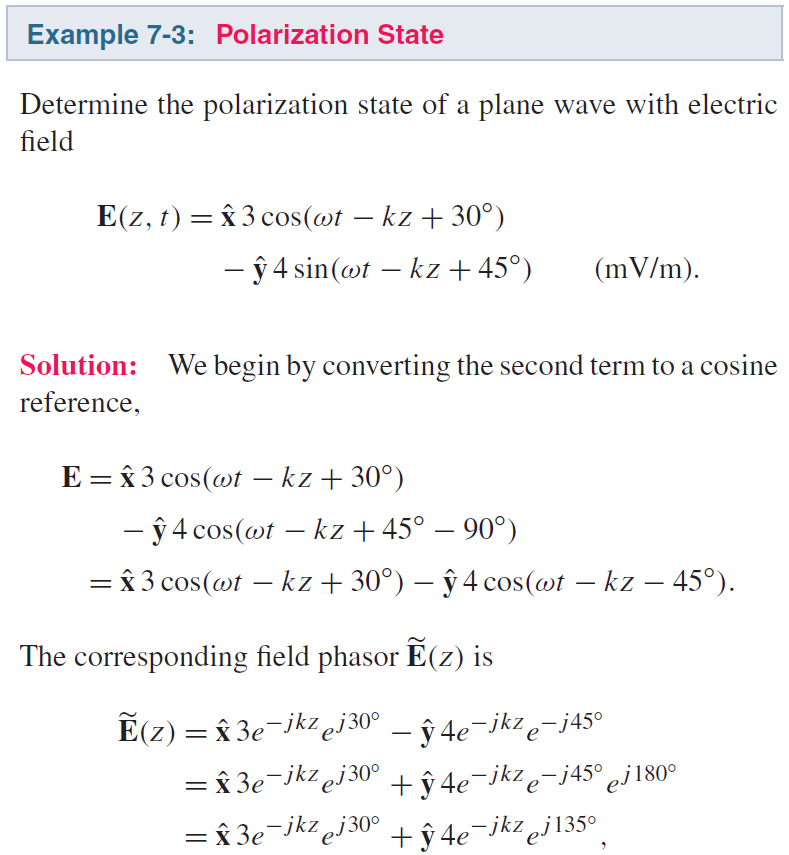 Example 7-3: Polarization State
Determine the polarization state of a plane wave with electric
field
E(z, t) = x̂ 3 cos(ωt − kz + 30°)
− ŷ 4 sin(ωt − kz + 45°) (mV/m).
Solution: We begin by converting the second term to a cosine
reference,
E = x̂ 3 cos(ωt − kz + 30°)
− ŷ 4 cos(ωt − kz + 45° − 90°)
= x̂ 3 cos(ωt − kz + 30°) − ŷ 4 cos(ωt − kz − 45°).
The corresponding field phasor Ẽ(z) is
Ẽ(z) = x̂ 3e^{−jkz} e^{j30°} − ŷ 4e^{−jkz} e^{−j45°}
= x̂ 3e^{−jkz} e^{j30°} + ŷ 4e^{−jkz} e^{−j45°} e^{j180°}
= x̂ 3e^{−jkz} e^{j30°} + ŷ 4e^{−jkz} e^{j135°},